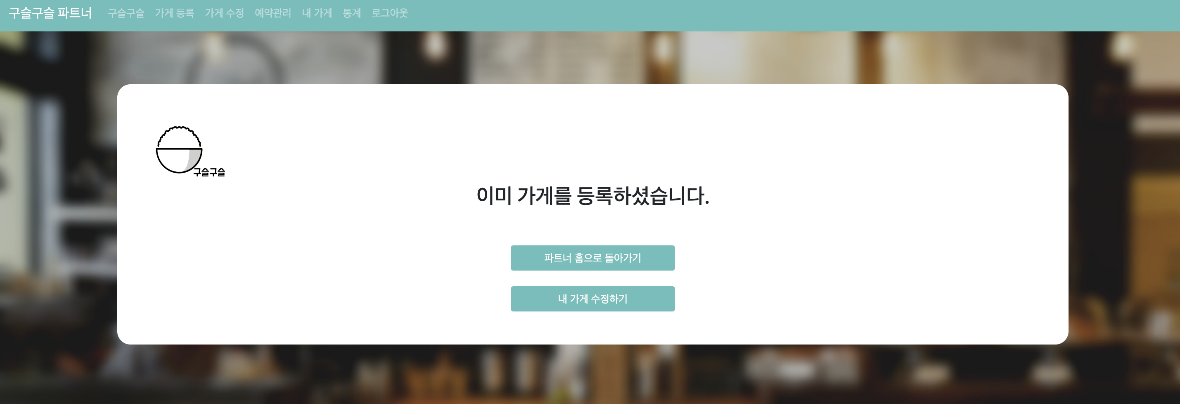 구슬구슬 파트너 구슬구슬 가게 등록 가게 수정 예약관리 내 가게 통계 로그아웃
구슬구슬
이미 가게를 등록하셨습니다.
파트너 홈으로 돌아가기
내 가게 수정하기